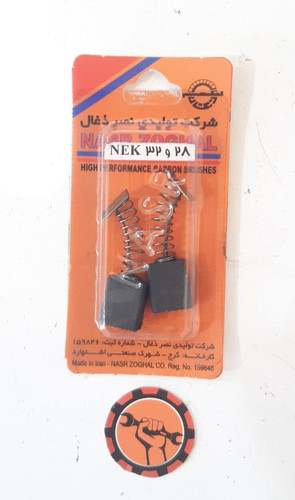 شرکت تولیدی نصر ذغال
NASR ZOGHAL
NEK ۳۲ و ۲۸
HIGH PERFORMANCE CARBON BRUSHES
شرکت تولیدی نصر ذغال - شماره ثبت: ۱۵۹۸۴۶
کارخانه: کرج - شهرک صنعتی اشتهارد
Made in Iran - NASR ZOGHAL CO. Reg. No. 159846